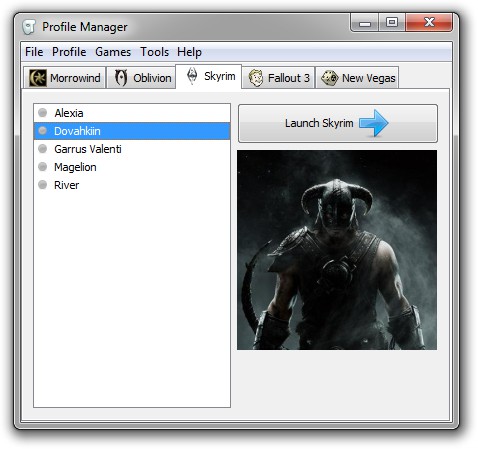 Profile Manager
File Profile Games Tools Help
Morrowind Oblivion Skyrim Fallout 3 New Vegas
Alexia
Launch Skyrim
Dovahkiin
Garrus Valenti
Magelion
River